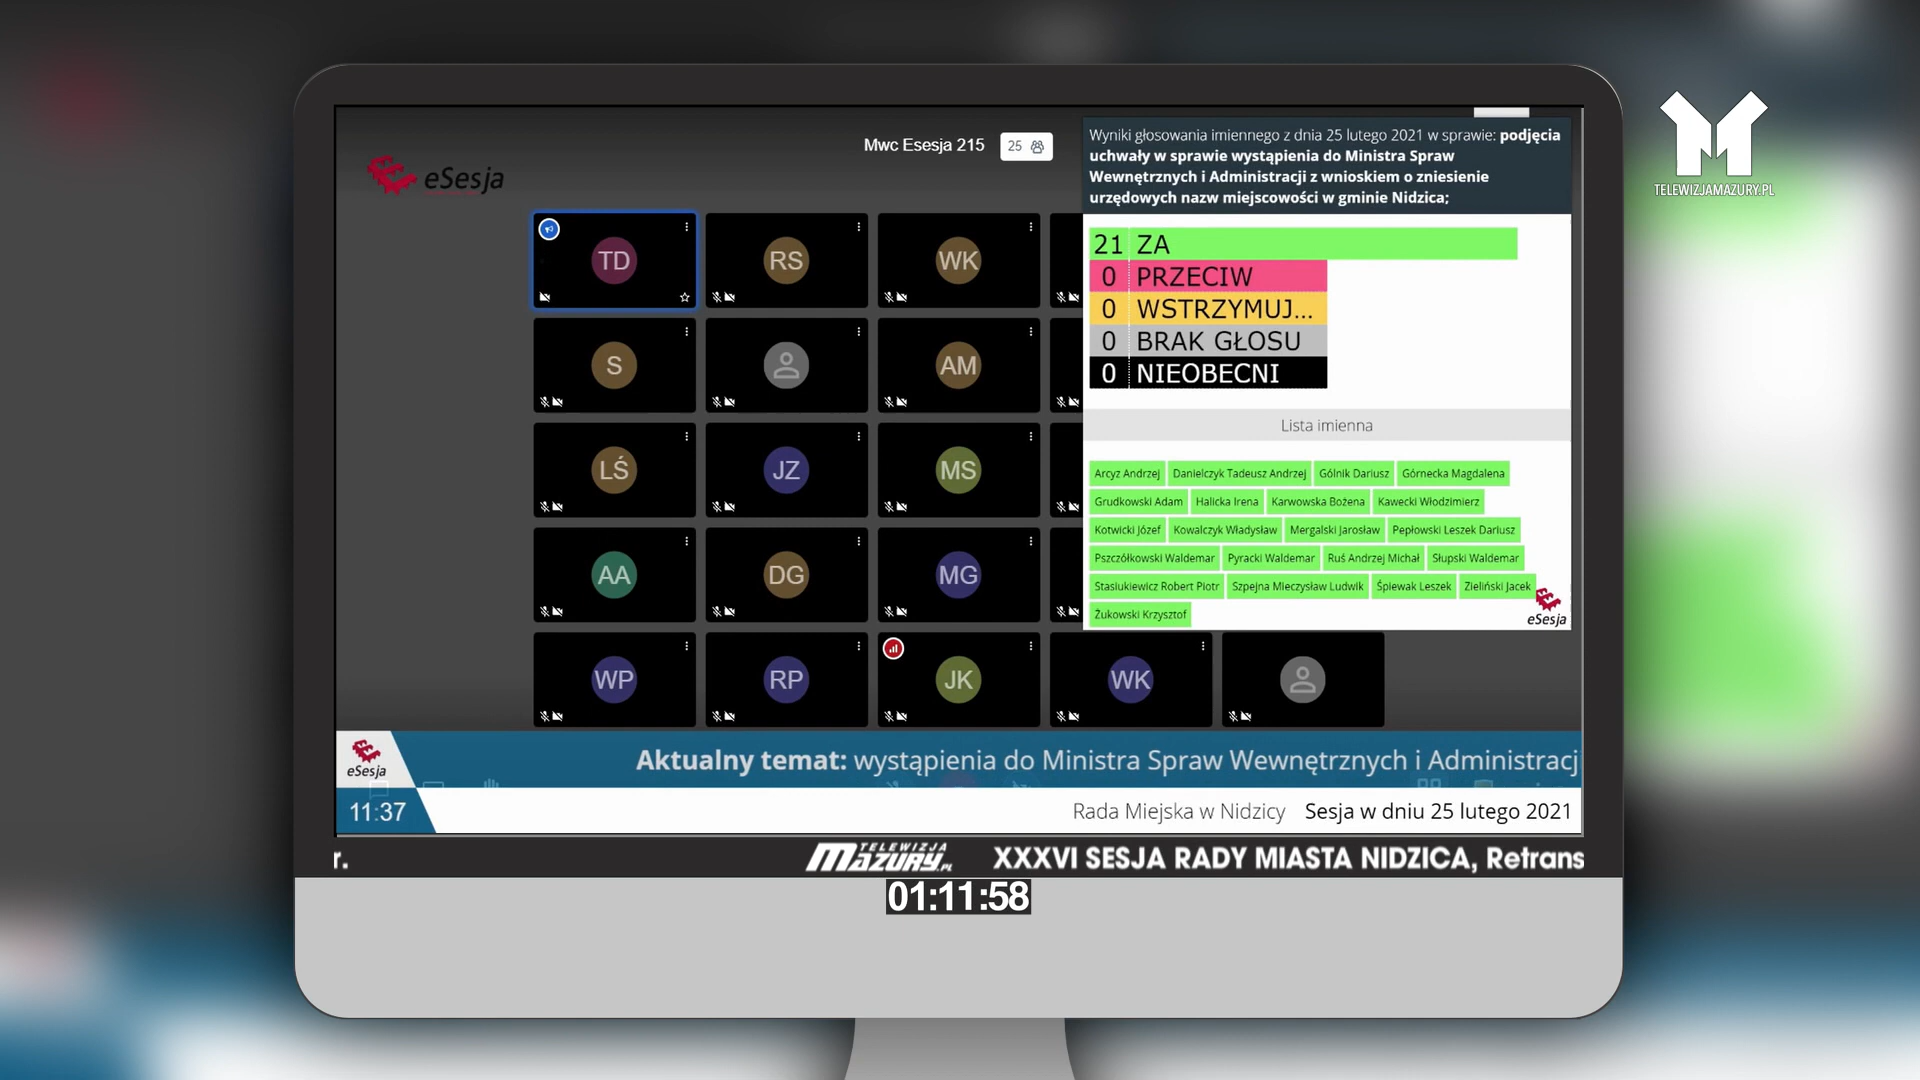 TELEWIZJAMAZURY.PL
eSesja
Mwc Esesja 215
25
Wyniki głosowania imiennego z dnia 25 lutego 2021 w sprawie: podjęcia
uchwały w sprawie wystąpienia do Ministra Spraw
Wewnętrznych i Administracji z wnioskiem o zniesienie
urzędowych nazw miejscowości w gminie Nidzica;
21 ZA
0 PRZECIW
0 WSTRZYMUJ...
0 BRAK GŁOSU
0 NIEOBECNI
Lista imienna
Arcyz Andrzej Danielczyk Tadeusz Andrzej Gólnik Dariusz Górnecka Magdalena
Grudkowski Adam Halicka Irena Karwowska Bożena Kawecki Włodzimierz
Kotwicki Józef Kowalczyk Władysław Mergalski Jarosław Pepłowski Leszek Dariusz
Pszczółkowski Waldemar Pyracki Waldemar Ruś Andrzej Michał Słupski Waldemar
Stasiukiewicz Robert Piotr Szpejna Mieczysław Ludwik Śpiewak Leszek Zieliński Jacek
Żukowski Krzysztof
eSesja
TD RS WK
S AM
LŚ JZ MS
AA DG MG
WP RP JK WK
eSesja
Aktualny temat: wystąpienia do Ministra Spraw Wewnętrznych i Administracj
11:37
Rada Miejska w Nidzicy Sesja w dniu 25 lutego 2021
r. TELEWIZJA MAZURY.PL XXXVI SESJA RADY MIASTA NIDZICA, Retrans
01:11:58